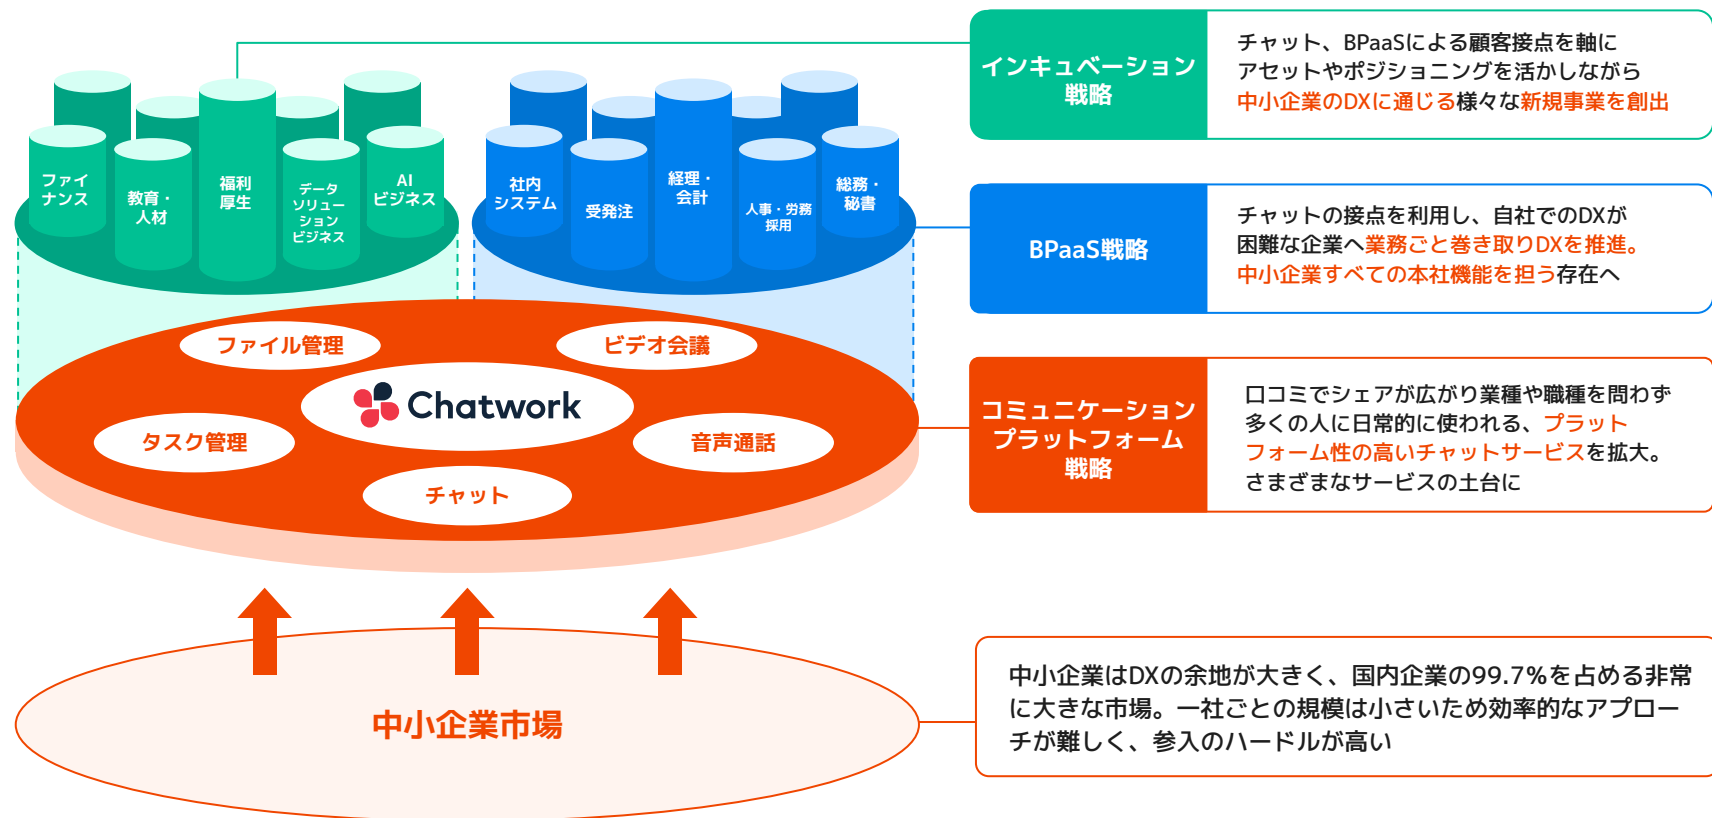 インキュベーション
戦略
チャット、BPaaSによる顧客接点を軸に
アセットやポジショニングを活かしながら
中小企業のDXに通じる様々な新規事業を創出
ファイ
ナンス
教育・
人材
福利
厚生
データ
ソリュー
ション
ビジネス
AI
ビジネス
社内
システム
受発注
経理・
会計
人事・労務
採用
総務・
秘書
BPaaS戦略
チャットの接点を利用し、自社でのDXが
困難な企業へ業務ごと巻き取りDXを推進。
中小企業すべての本社機能を担う存在へ
ファイル管理
ビデオ会議
Chatwork
タスク管理
音声通話
チャット
コミュニケーション
プラットフォーム
戦略
口コミでシェアが広がり業種や職種を問わず
多くの人に日常的に使われる、プラット
フォーム性の高いチャットサービスを拡大。
さまざまなサービスの土台に
中小企業市場
中小企業はDXの余地が大きく、国内企業の99.7%を占める非常
に大きな市場。一社ごとの規模は小さいため効率的なアプロー
チが難しく、参入のハードルが高い